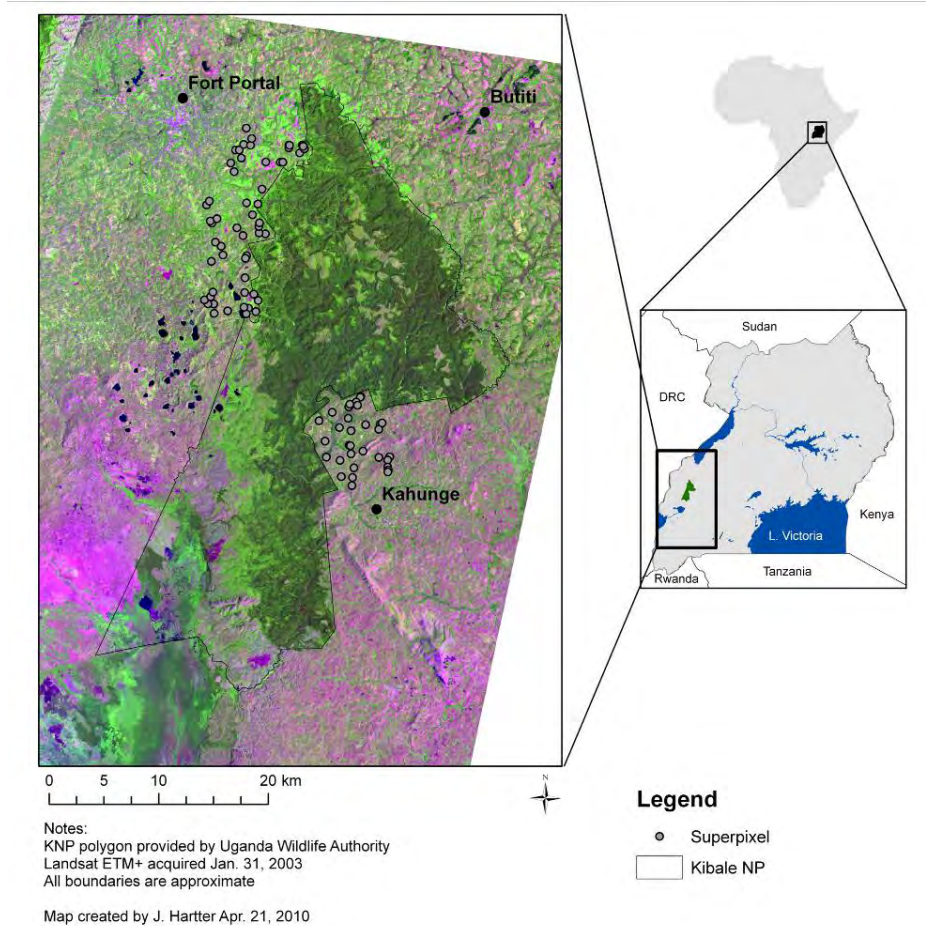 Fort Portal
Butiti
Kahunge
Sudan
DRC
Kenya
L. Victoria
Rwanda
Tanzania
0 5 10 20 km
N
Legend
Superpixel
Kibale NP
Notes:
KNP polygon provided by Uganda Wildlife Authority
Landsat ETM+ acquired Jan. 31, 2003
All boundaries are approximate
Map created by J. Hartter Apr. 21, 2010